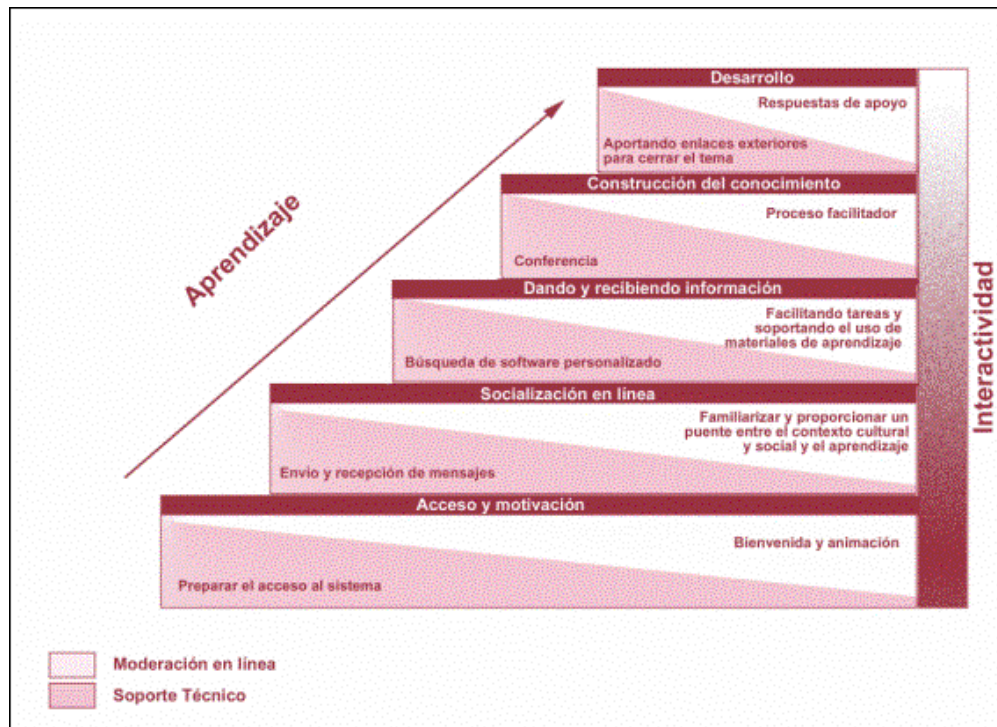 Desarrollo
Respuestas de apoyo
Aportando enlaces exteriores
para cerrar el tema
Construcción del conocimiento
Proceso facilitador
Conferencia
Dando y recibiendo información
Facilitando tareas y
soportando el uso de
materiales de aprendizaje
Búsqueda de software personalizado
Socialización en línea
Familiarizar y proporcionar un
puente entre el contexto cultural
y social y el aprendizaje
Envio y recepción de mensajes
Acceso y motivación
Bienvenida y animación
Preparar el acceso al sistema
Aprendizaje
Interactividad
Moderación en línea
Soporte Técnico